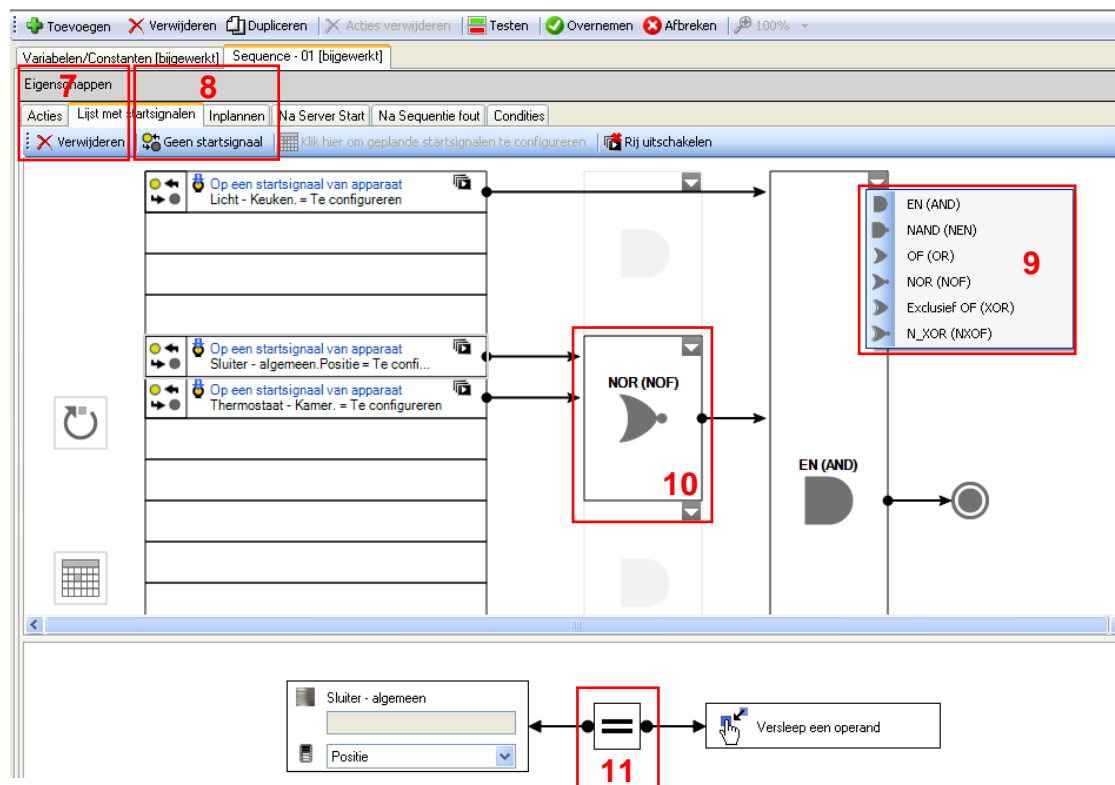 Toevoegen Verwijderen Dupliceren Acties verwijderen Testen Overnemen Afbreken 100%
Variabelen/Constanten [bijgewerkt] Sequence - 01 [bijgewerkt]
Eigenschappen
7
8
Acties Lijst met startsignalen Inplannen Na Server Start Na Sequentie fout Condities
Verwijderen Geen startsignaal Klik hier om geplande startsignalen te configureren Rij uitschakelen
Op een startsignaal van apparaat
Licht - Keuken. = Te configureren
EN (AND)
NAND (NEN)
OF (OR)
NOR (NOF)
Exclusief OF (XOR)
N_XOR (NXOF)
9
Op een startsignaal van apparaat
Sluiter - algemeen.Positie = Te confi...
Op een startsignaal van apparaat
Thermostaat - Kamer. = Te configureren
NOR (NOF)
10
EN (AND)
Sluiter - algemeen
Positie
11
Versleep een operand